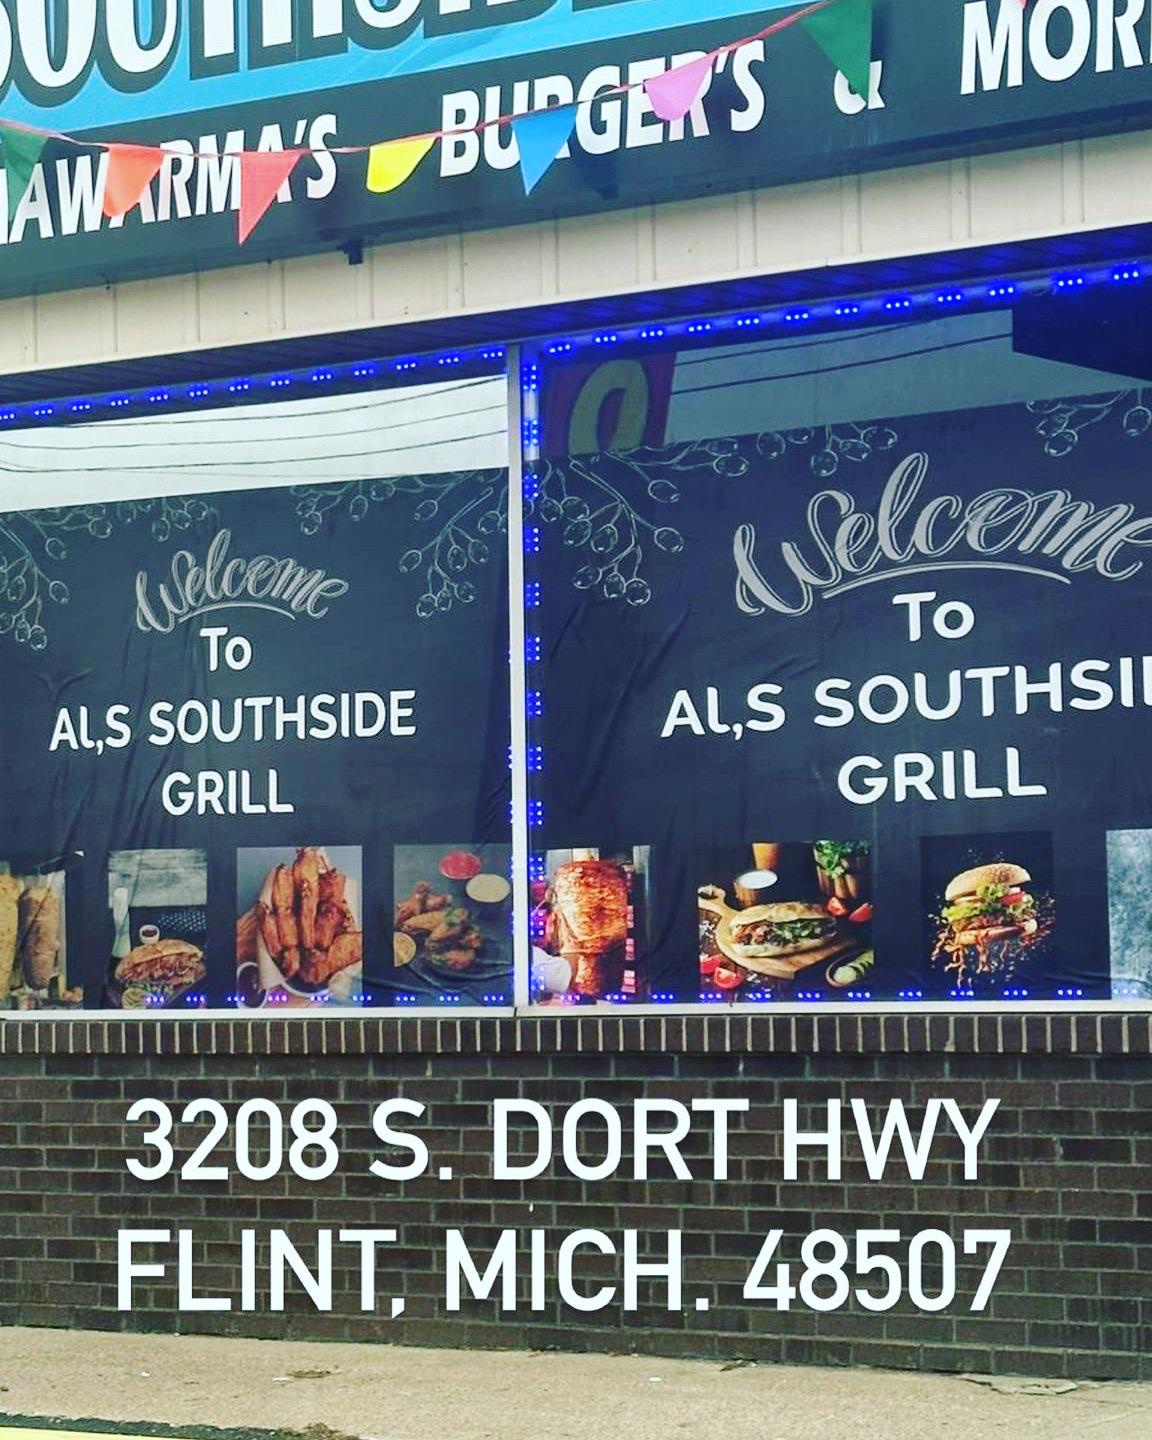 SOUTHSIDE
AWARMA'S BURGER'S & MOR
Welcome
To
Al,S SOUTHSIDE
GRILL
Welcome
To
Al,S SOUTHSI
GRILL
3208 S. DORT HWY
FLINT, MICH. 48507